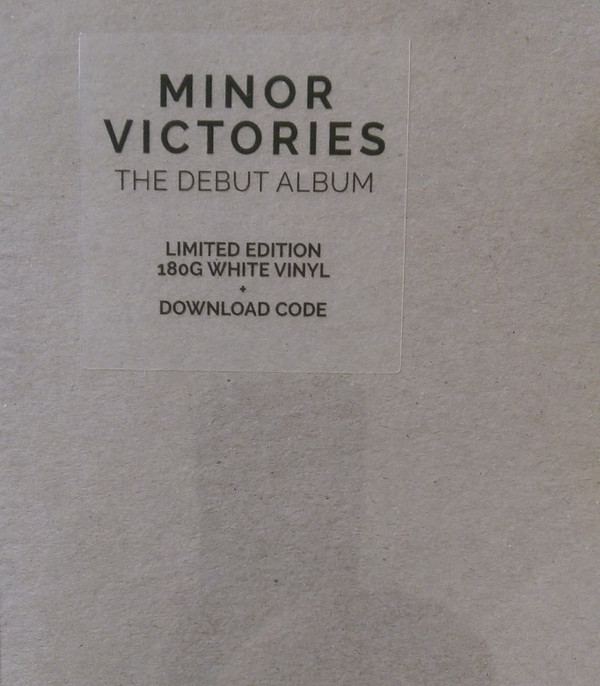 MINOR
VICTORIES
THE DEBUT ALBUM
LIMITED EDITION
180G WHITE VINYL
+
DOWNLOAD CODE